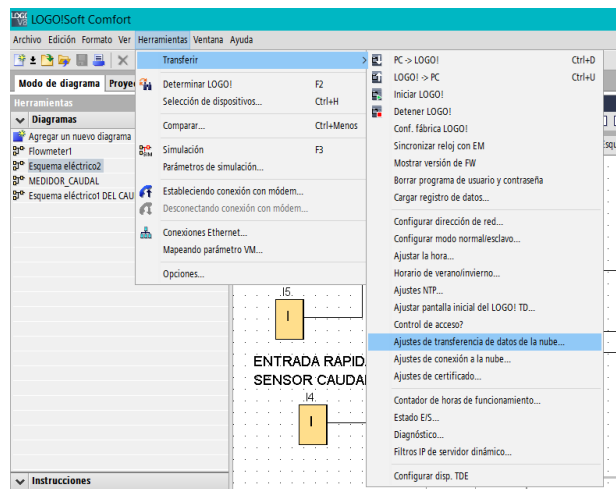 LOGO!Soft Comfort
Archivo Edición Formato Ver Herramientas Ventana Ayuda
Modo de diagrama
Herramientas
Diagramas
Agregar un nuevo diagrama
Flowmeter1
Esquema eléctrico2
MEDIDOR_CAUDAL
Esquema eléctrico1 DEL CAU
Instrucciones
Transferir >
Determinar LOGO! F2
Selección de dispositivos... Ctrl+H
Comparar... Ctrl+Menos
Simulación F3
Parámetros de simulación...
Estableciendo conexión con módem...
Desconectando conexión con módem...
Conexiones Ethernet...
Mapeando parámetro VM...
Opciones...
PC -> LOGO! Ctrl+D
LOGO! -> PC Ctrl+U
Iniciar LOGO!
Detener LOGO!
Conf. fábrica LOGO!
Sincronizar reloj con EM
Mostrar versión de FW
Borrar programa de usuario y contraseña
Cargar registro de datos...
Configurar dirección de red...
Configurar modo normal/esclavo...
Ajustar la hora...
Horario de verano/invierno...
Ajustes NTP...
Ajustar pantalla inicial del LOGO! TD...
Control de acceso?
Ajustes de transferencia de datos de la nube...
Ajustes de conexión a la nube...
Ajustes de certificado...
Contador de horas de funcionamiento...
Estado E/S...
Diagnóstico...
Filtros IP de servidor dinámico...
Configurar disp. TDE
I5
I
ENTRADA RAPID
SENSOR CAUDA
I4
I